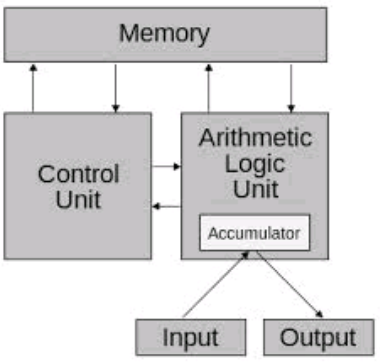 Memory
Control
Unit
Arithmetic
Logic
Unit
Accumulator
Input
Output